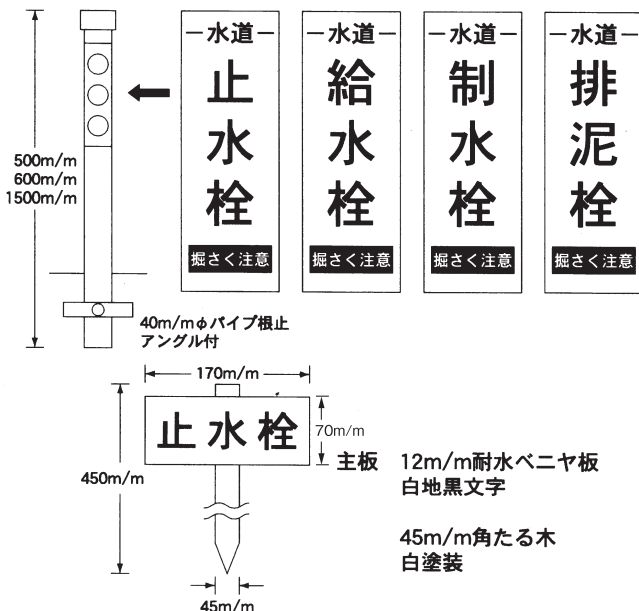 500m/m
600m/m
1500m/m
40m/mφパイプ根止
アングル付
－水道－
止水栓
掘さく注意
－水道－
給水栓
掘さく注意
－水道－
制水栓
掘さく注意
－水道－
排泥栓
掘さく注意
170m/m
止水栓
70m/m
450m/m
45m/m
主板 12m/m耐水ベニヤ板
白地黒文字
45m/m角たる木
白塗装